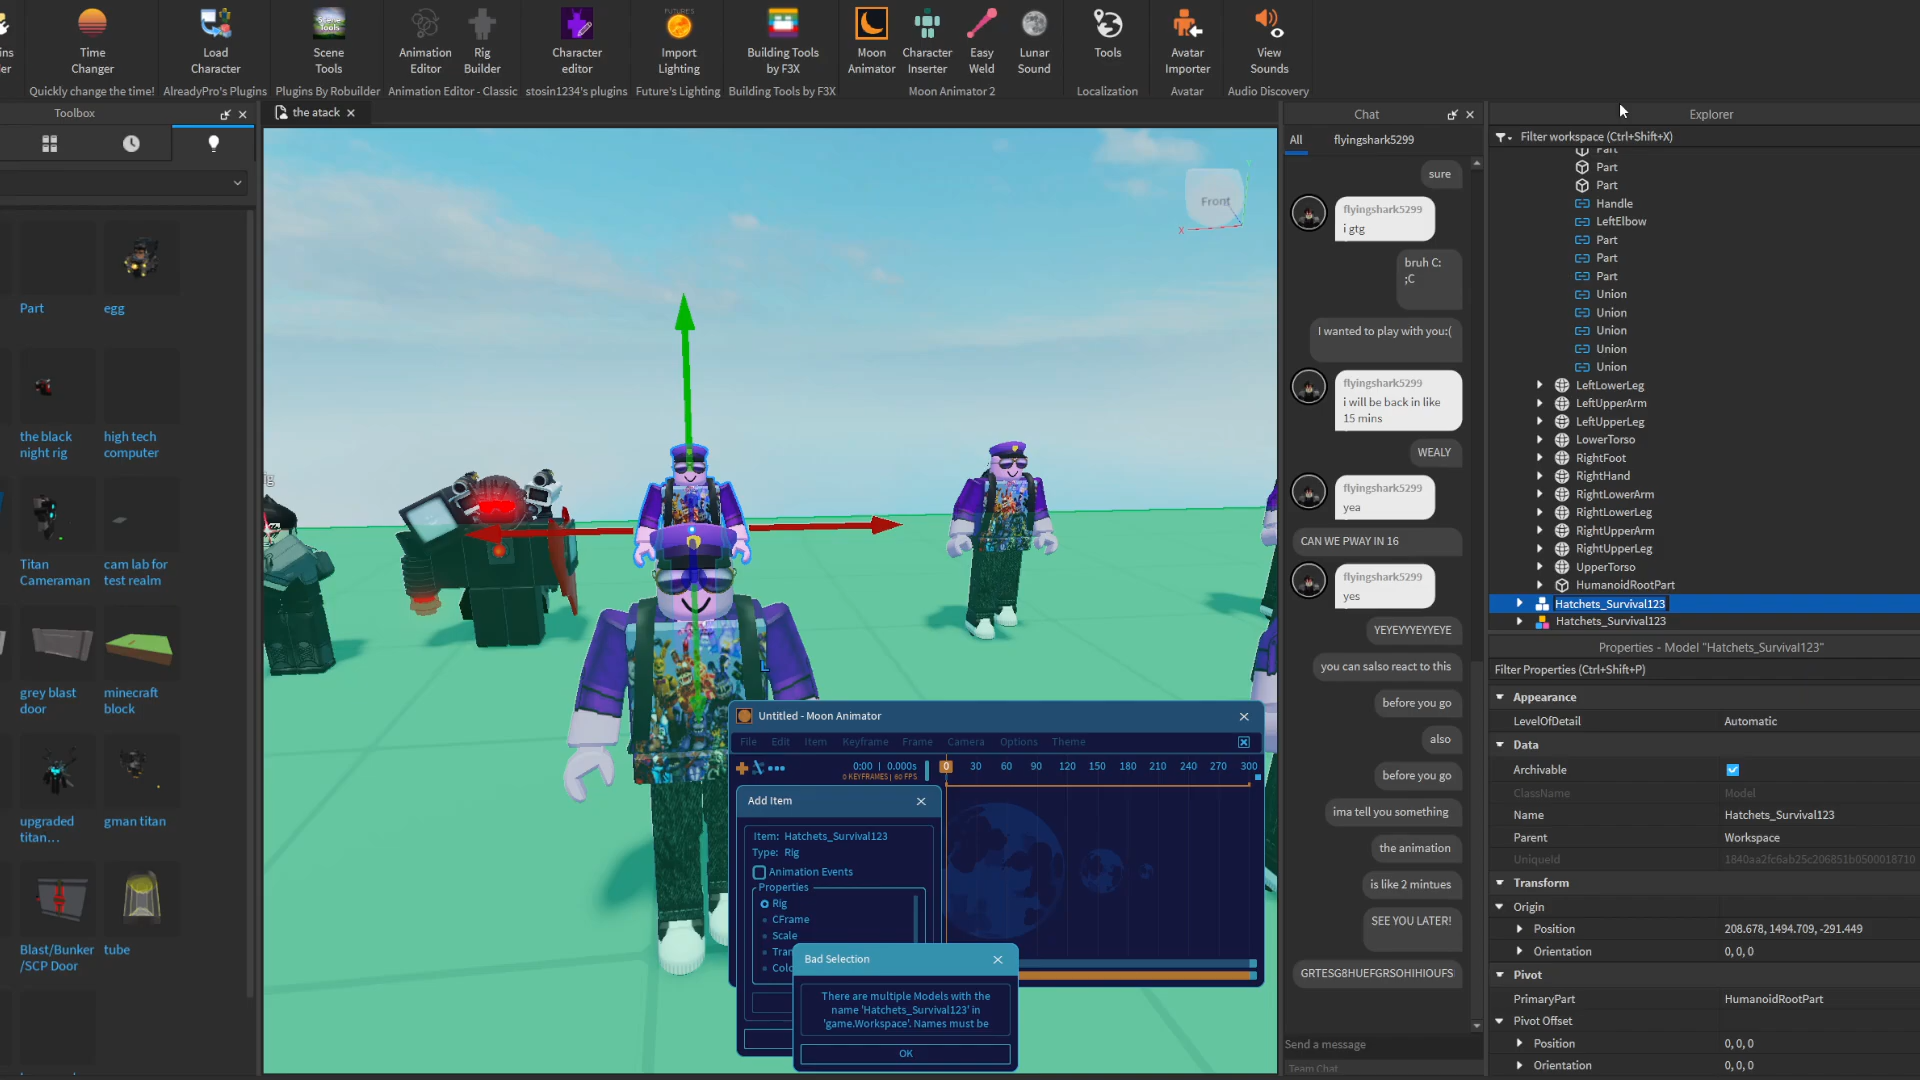 Time
Changer
Load
Character
Scene
Tools
Animation
Editor
Rig
Builder
Character
editor
Import
Lighting
Building Tools
by F3X
Moon
Animator
Character
Inserter
Easy
Weld
Lunar
Sound
Tools
Avatar
Importer
View
Sounds
Quickly change the time!
AlreadyPro's Plugins
Plugins By Robuilder
Animation Editor - Classic
stosin1234's plugins
Future's Lighting
Building Tools by F3X
Moon Animator 2
Localization
Avatar
Audio Discovery
Toolbox
Part
egg
the black
night rig
high tech
computer
Titan
Cameraman
cam lab for
test realm
grey blast
door
minecraft
block
upgraded
titan...
gman titan
Blast/Bunker
/SCP Door
tube
the atack
Front
X
Untitled - Moon Animator
File
Edit
Item
Keyframe
Frame
Camera
Options
Theme
0:00 | 0.000s
0 KEYFRAMES | 60 FPS
0
30
60
90
120
150
180
210
240
270
300
Add Item
Item: Hatchets_Survival123
Type: Rig
Animation Events
Properties
Rig
CFrame
Scale
Tran
Colo
Bad Selection
There are multiple Models with the
name 'Hatchets_Survival123' in
'game.Workspace'. Names must be
OK
Chat
All
flyingshark5299
sure
flyingshark5299
i gtg
bruh C:
;C
I wanted to play with you:(
flyingshark5299
i will be back in like
15 mins
WEALY
flyingshark5299
yea
CAN WE PWAY IN 16
flyingshark5299
yes
YEYEYYYEYYEYE
you can salso react to this
before you go
also
before you go
ima tell you something
the animation
is like 2 mintues
SEE YOU LATER!
GRTESG8HUEFGRSOHIHIOUFS
Send a message
Team Chat
Explorer
Filter workspace (Ctrl+Shift+X)
Part
Part
Part
Handle
LeftElbow
Part
Part
Part
Union
Union
Union
Union
Union
LeftLowerLeg
LeftUpperArm
LeftUpperLeg
LowerTorso
RightFoot
RightHand
RightLowerArm
RightLowerLeg
RightUpperArm
RightUpperLeg
UpperTorso
HumanoidRootPart
Hatchets_Survival123
Hatchets_Survival123
Properties - Model "Hatchets_Survival123"
Filter Properties (Ctrl+Shift+P)
Appearance
LevelOfDetail
Automatic
Data
Archivable
ClassName
Model
Name
Hatchets_Survival123
Parent
Workspace
UniqueId
1840aa2fc6ab25c206851b0500018710
Transform
Origin
Position
208.678, 1494.709, -291.449
Orientation
0, 0, 0
Pivot
PrimaryPart
HumanoidRootPart
Pivot Offset
Position
0, 0, 0
Orientation
0, 0, 0